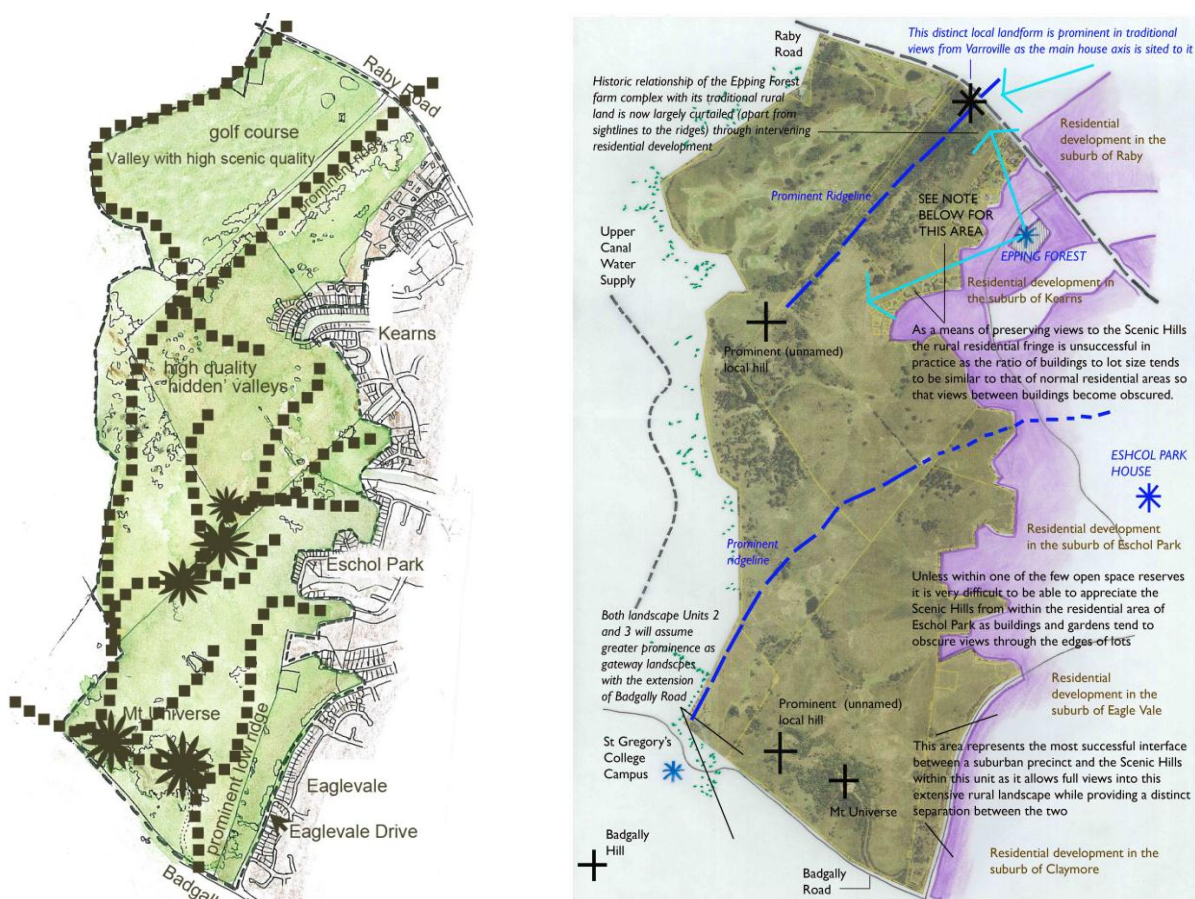 Raby Road
golf course
Valley with high scenic quality
prominent ridge
Kearns
high quality
'hidden' valleys
Eschol Park
Mt Universe
prominent low ridge
Eaglevale
Eaglevale Drive
Raby
Road
This distinct local landform is prominent in traditional
views from Varroville as the main house axis is sited to it
Historic relationship of the Epping Forest
farm complex with its traditional rural
land is now largely curtailed (apart from
sightlines to the ridges) through intervening
residential development
Residential
development in the
suburb of Raby
Prominent Ridgeline
SEE NOTE
BELOW FOR
THIS AREA
Upper
Canal
Water
Supply
EPPING FOREST
Residential development in
the suburb of Kearns
Prominent (unnamed)
local hill
As a means of preserving views to the Scenic Hills
the rural residential fringe is unsuccessful in
practice as the ratio of buildings to lot size tends
to be similar to that of normal residential areas so
that views between buildings become obscured.
ESHCOL PARK
HOUSE
Prominent
ridgeline
Residential development
in the suburb of Eschol Park
Unless within one of the few open space reserves
it is very difficult to be able to appreciate the
Scenic Hills from within the residential area of
Eschol Park as buildings and gardens tend to
obscure views through the edges of lots
Both landscape Units 2
and 3 will assume
greater prominence as
gateway landscpes
with the extension
of Badgally Road
Residential
development in the
suburb of Eagle Vale
Prominent (unnamed)
local hill
St Gregory's
College
Campus
This area represents the most successful interface
between a suburban precinct and the Scenic Hills
within this unit as it allows full views into this
extensive rural landscape while providing a distinct
separation between the two
Mt Universe
Badgally
Hill
Residential development in the
suburb of Claymore
Badgally
Road